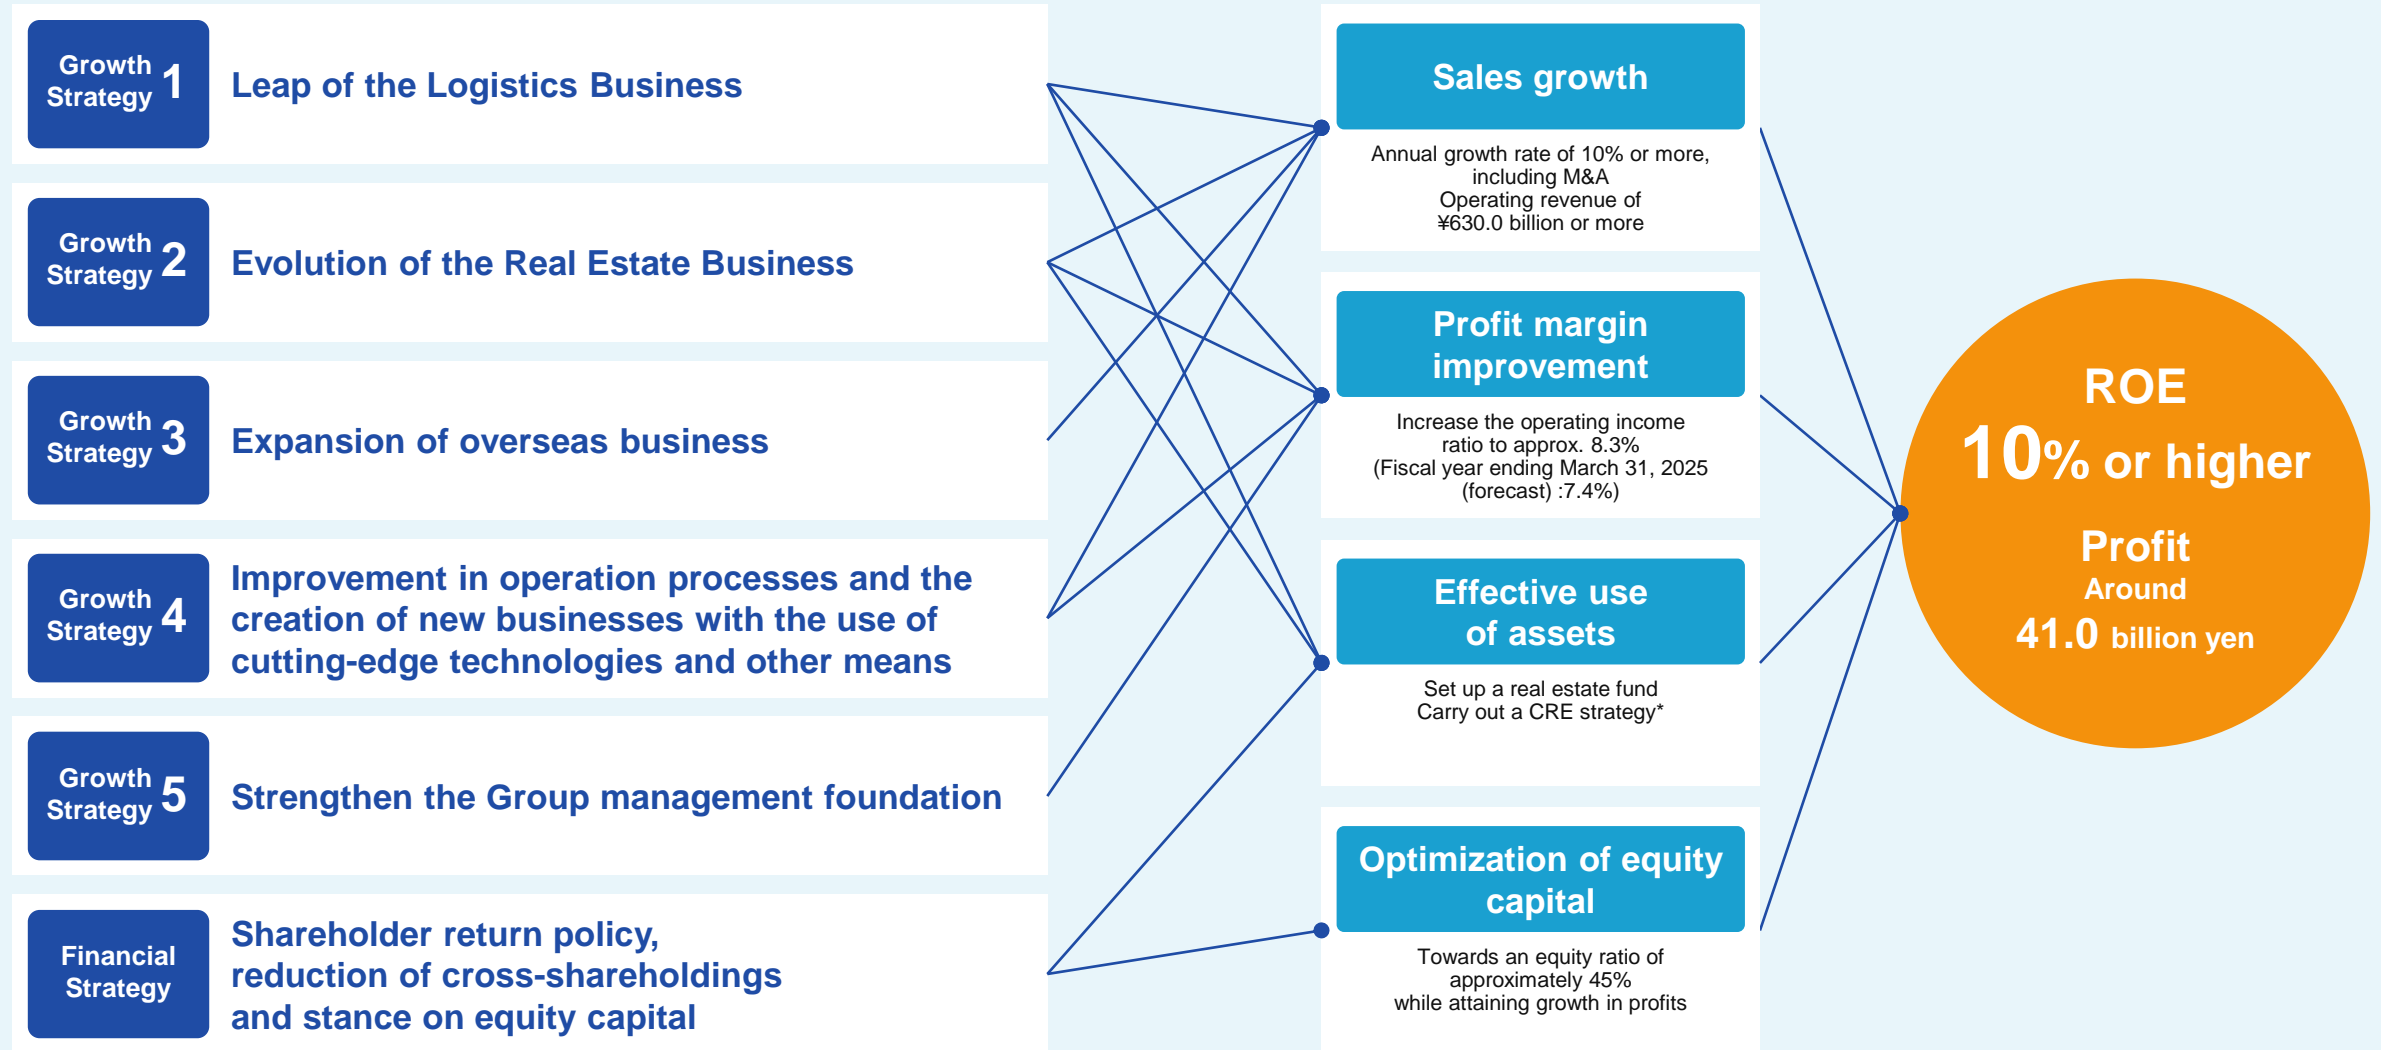 Growth
Strategy 1
Leap of the Logistics Business
Growth
Strategy 2
Evolution of the Real Estate Business
Growth
Strategy 3
Expansion of overseas business
Growth
Strategy 4
Improvement in operation processes and the
creation of new businesses with the use of
cutting-edge technologies and other means
Growth
Strategy 5
Strengthen the Group management foundation
Financial
Strategy
Shareholder return policy,
reduction of cross-shareholdings
and stance on equity capital
Sales growth
Annual growth rate of 10% or more,
including M&A
Operating revenue of
¥630.0 billion or more
Profit margin
improvement
Increase the operating income
ratio to approx. 8.3%
(Fiscal year ending March 31, 2025
(forecast) :7.4%)
Effective use
of assets
Set up a real estate fund
Carry out a CRE strategy*
Optimization of equity
capital
Towards an equity ratio of
approximately 45%
while attaining growth in profits
ROE
10% or higher
Profit
Around
41.0 billion yen